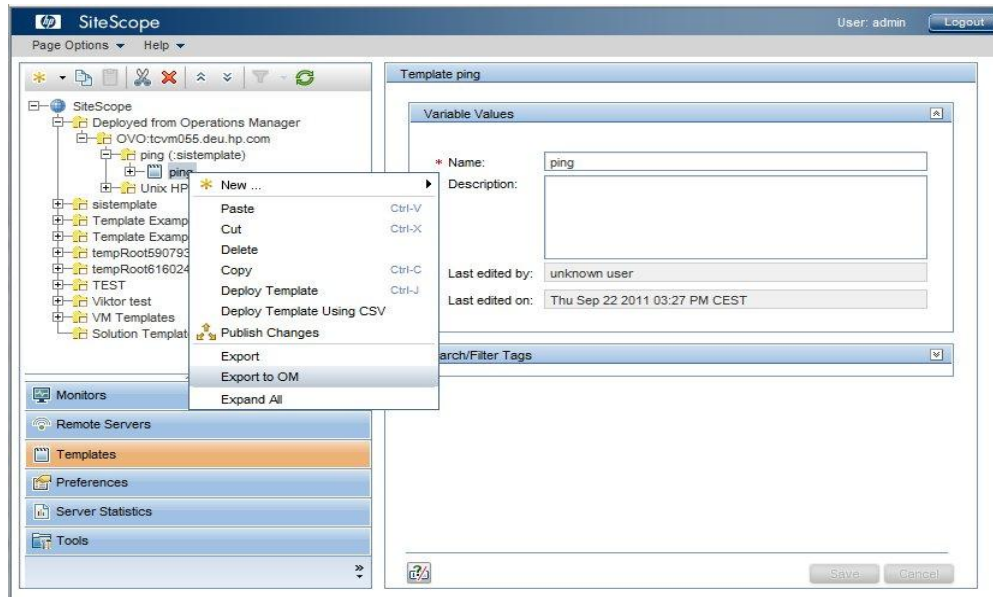 hp SiteScope User: admin Logout
Page Options Help
SiteScope
Deployed from Operations Manager
OVO:tcvm055.deu.hp.com
ping (:sistemplate)
ping
Unix HP
sistemplate
Template Examp
Template Examp
tempRoot590793
tempRoot616024
TEST
Viktor test
VM Templates
Solution Templat
New ...
Paste Ctrl-V
Cut Ctrl-X
Delete
Copy Ctrl-C
Deploy Template Ctrl-J
Deploy Template Using CSV
Publish Changes
Export
Export to OM
Expand All
Monitors
Remote Servers
Templates
Preferences
Server Statistics
Tools
Template ping
Variable Values
* Name: ping
Description:
Last edited by: unknown user
Last edited on: Thu Sep 22 2011 03:27 PM CEST
arch/Filter Tags
Save Cancel